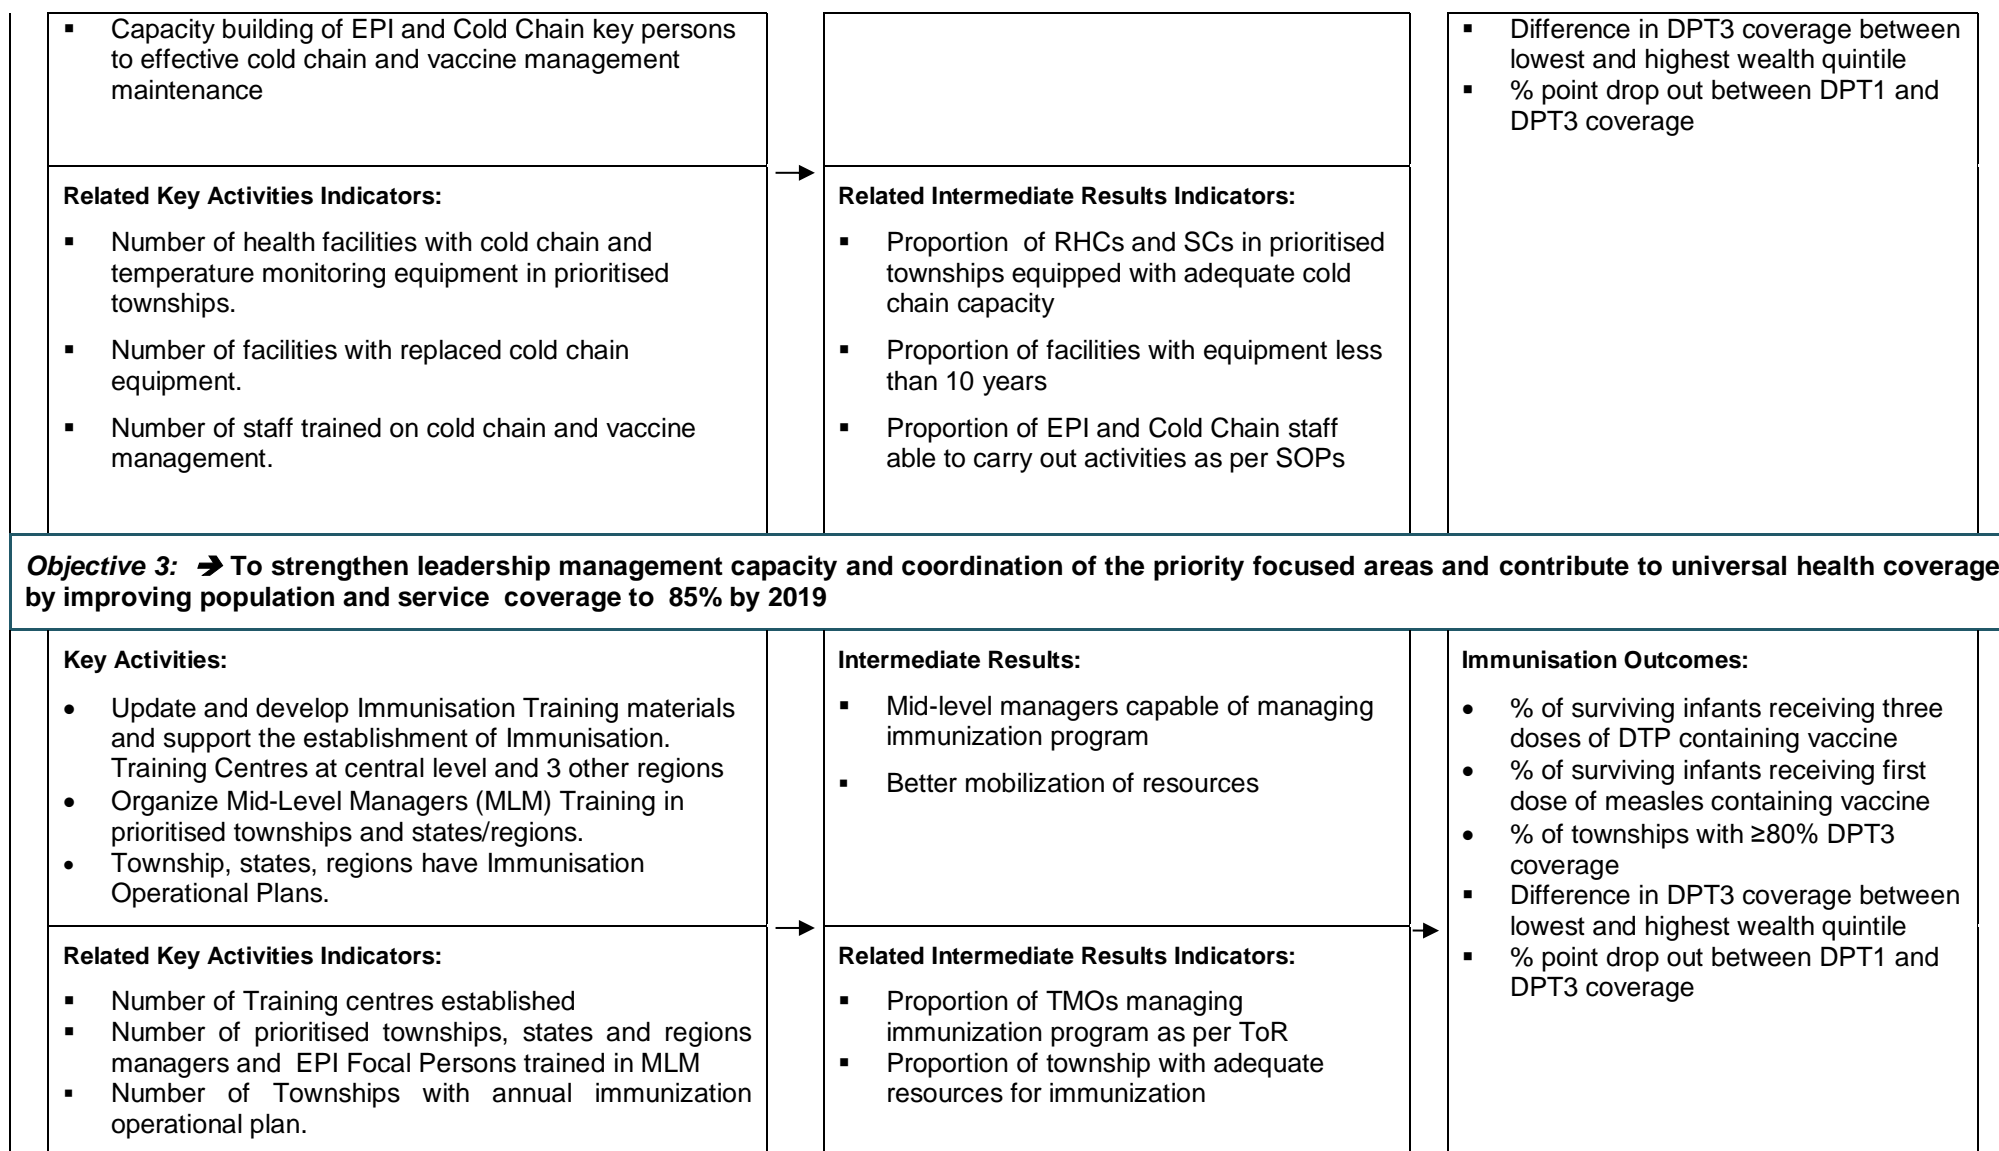 ▪ Capacity building of EPI and Cold Chain key persons
to effective cold chain and vaccine management
maintenance
▪ Difference in DPT3 coverage between
lowest and highest wealth quintile
▪ % point drop out between DPT1 and
DPT3 coverage
Related Key Activities Indicators:
▪ Number of health facilities with cold chain and
temperature monitoring equipment in prioritised
townships.
▪ Number of facilities with replaced cold chain
equipment.
▪ Number of staff trained on cold chain and vaccine
management.
Related Intermediate Results Indicators:
▪ Proportion of RHCs and SCs in prioritised
townships equipped with adequate cold
chain capacity
▪ Proportion of facilities with equipment less
than 10 years
▪ Proportion of EPI and Cold Chain staff
able to carry out activities as per SOPs
Objective 3: ➔ To strengthen leadership management capacity and coordination of the priority focused areas and contribute to universal health coverage
by improving population and service coverage to 85% by 2019
Key Activities:
• Update and develop Immunisation Training materials
and support the establishment of Immunisation.
Training Centres at central level and 3 other regions
• Organize Mid-Level Managers (MLM) Training in
prioritised townships and states/regions.
• Township, states, regions have Immunisation
Operational Plans.
Intermediate Results:
▪ Mid-level managers capable of managing
immunization program
▪ Better mobilization of resources
Immunisation Outcomes:
• % of surviving infants receiving three
doses of DTP containing vaccine
• % of surviving infants receiving first
dose of measles containing vaccine
• % of townships with ≥80% DPT3
coverage
▪ Difference in DPT3 coverage between
lowest and highest wealth quintile
▪ % point drop out between DPT1 and
DPT3 coverage
Related Key Activities Indicators:
▪ Number of Training centres established
▪ Number of prioritised townships, states and regions
managers and EPI Focal Persons trained in MLM
▪ Number of Townships with annual immunization
operational plan.
Related Intermediate Results Indicators:
▪ Proportion of TMOs managing
immunization program as per ToR
▪ Proportion of township with adequate
resources for immunization